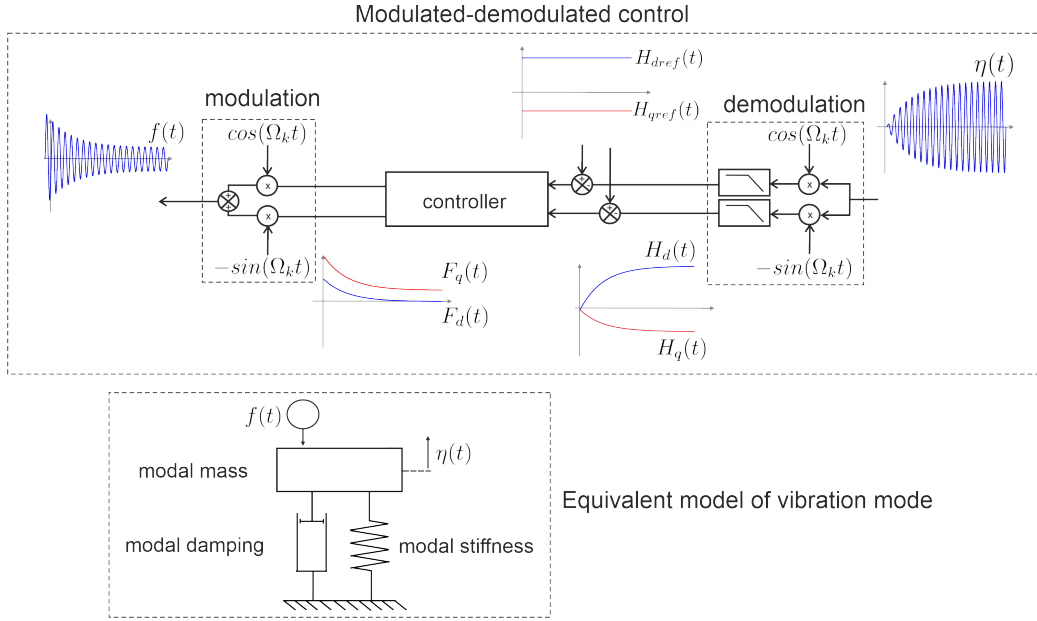 Modulated-demodulated control
H_{dref}(t)
H_{qref}(t)
η(t)
modulation
cos(Ω_k t)
f(t)
demodulation
cos(Ω_k t)
x
x
+
+
x
x
controller
+
-
+
-
-sin(Ω_k t)
-sin(Ω_k t)
F_q(t)
F_d(t)
H_d(t)
H_q(t)
f(t)
η(t)
modal mass
Equivalent model of vibration mode
modal damping
modal stiffness